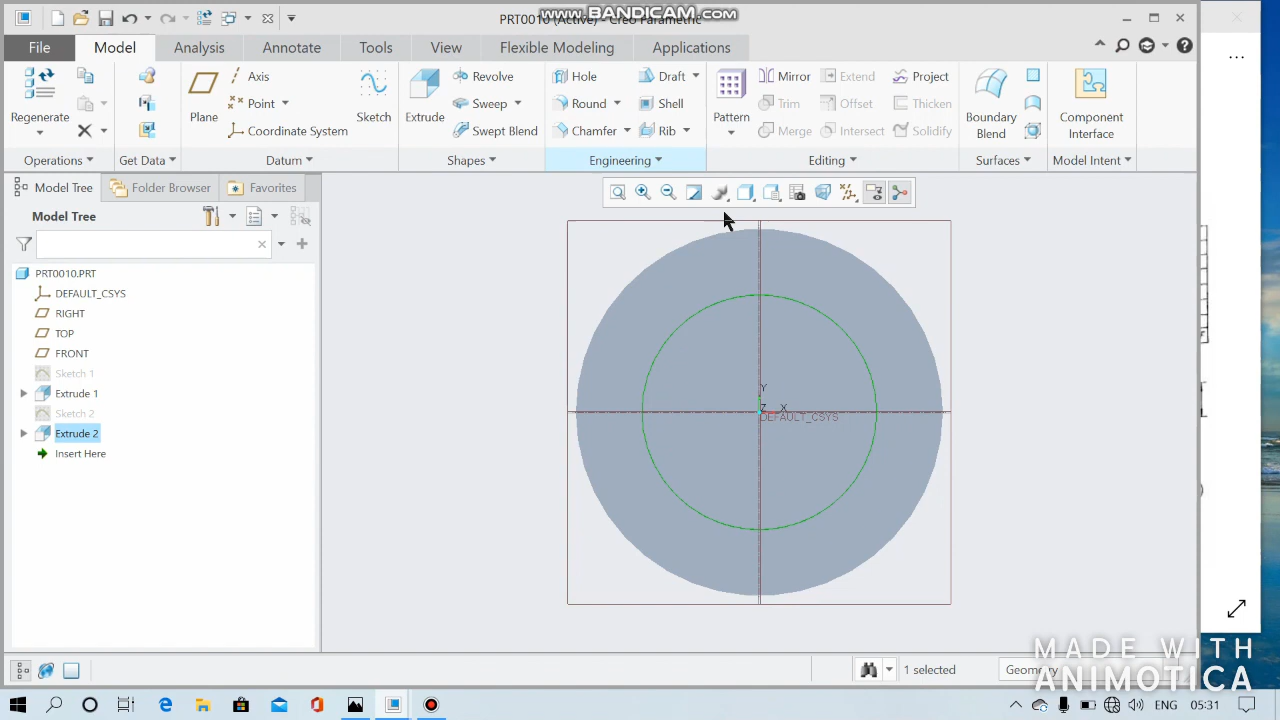 PRT0010 (Active) - Creo Parametric
www.BANDICAM.com
File
Model
Analysis
Annotate
Tools
View
Flexible Modeling
Applications
Regenerate
Operations
Get Data
Plane
Axis
Point
Coordinate System
Sketch
Datum
Extrude
Revolve
Sweep
Swept Blend
Shapes
Hole
Round
Chamfer
Draft
Shell
Rib
Engineering
Pattern
Mirror
Trim
Merge
Extend
Offset
Intersect
Project
Thicken
Solidify
Editing
Boundary
Blend
Surfaces
Component
Interface
Model Intent
Model Tree
Folder Browser
Favorites
Model Tree
PRT0010.PRT
DEFAULT_CSYS
RIGHT
TOP
FRONT
Sketch 1
Extrude 1
Sketch 2
Extrude 2
Insert Here
Y
Z X
DEFAULT_CSYS
1 selected
Geometry
MADE WITH
ANIMOTICA
ENG
05:31